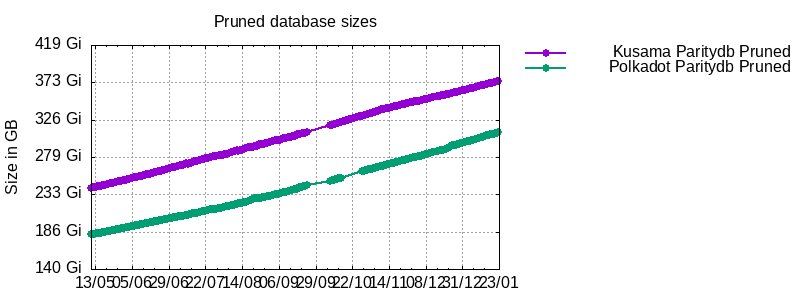 Pruned database sizes
419 Gi
373 Gi
326 Gi
279 Gi
233 Gi
186 Gi
140 Gi
Size in GB
13/05 05/06 29/06 22/07 14/08 06/09 29/09 22/10 14/11 08/12 31/12 23/01
Kusama Paritydb Pruned
Polkadot Paritydb Pruned